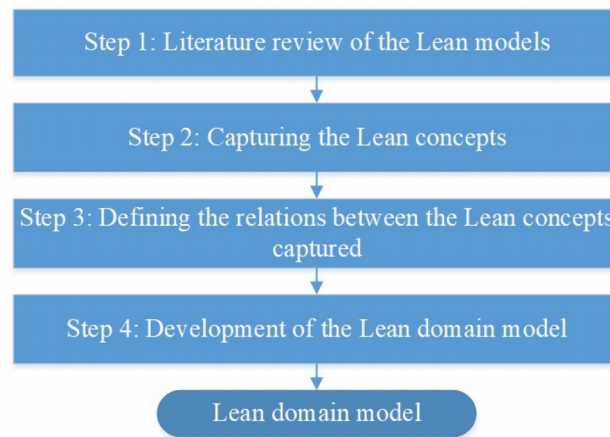 Step 1: Literature review of the Lean models
Step 2: Capturing the Lean concepts
Step 3: Defining the relations between the Lean concepts
captured
Step 4: Development of the Lean domain model
Lean domain model